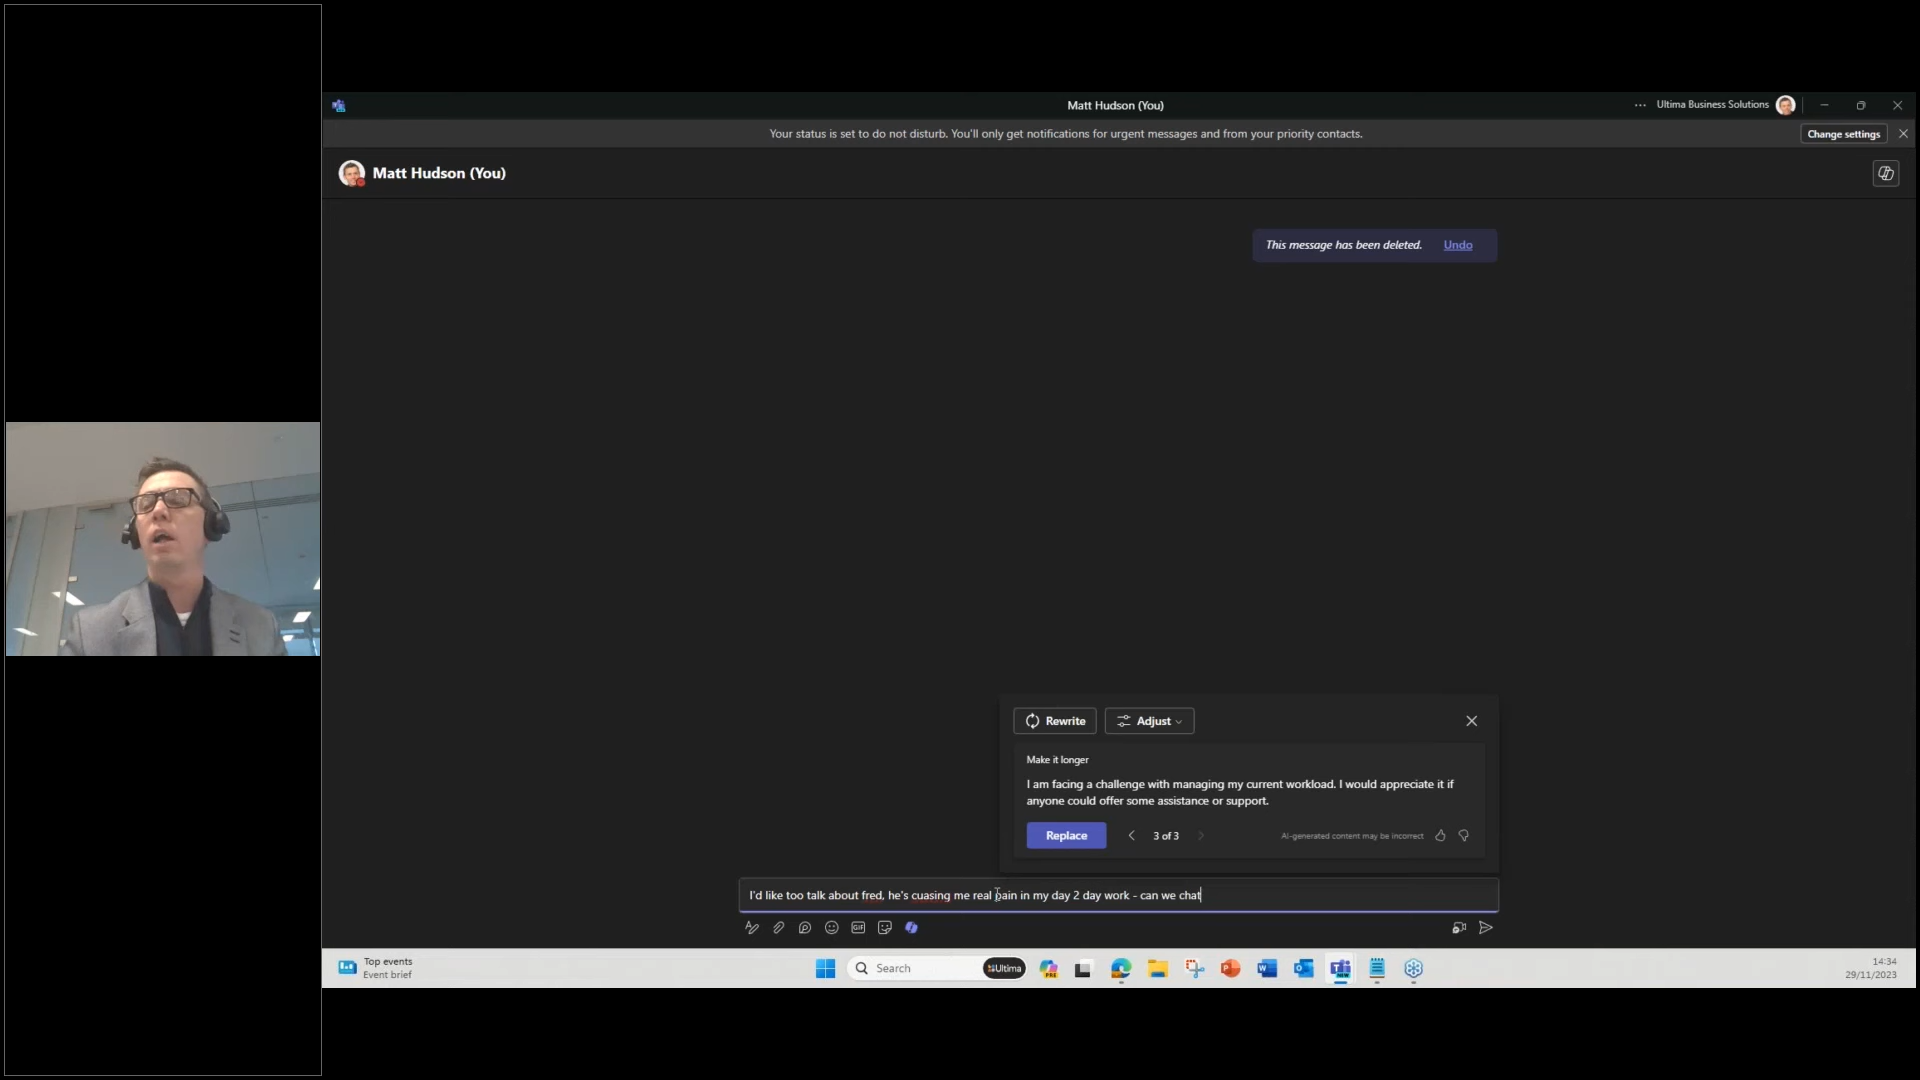 Matt Hudson (You)
Ultima Business Solutions
Your status is set to do not disturb. You'll only get notifications for urgent messages and from your priority contacts.
Change settings
Matt Hudson (You)
This message has been deleted. Undo
Rewrite
Adjust
Make it longer
I am facing a challenge with managing my current workload. I would appreciate it if
anyone could offer some assistance or support.
Replace
3 of 3
AI-generated content may be incorrect
I'd like too talk about fred, he's cuasing me real pain in my day 2 day work - can we chat
GIF
Top events
Event brief
Search
Ultima
PRE
NEW
14:34
29/11/2023